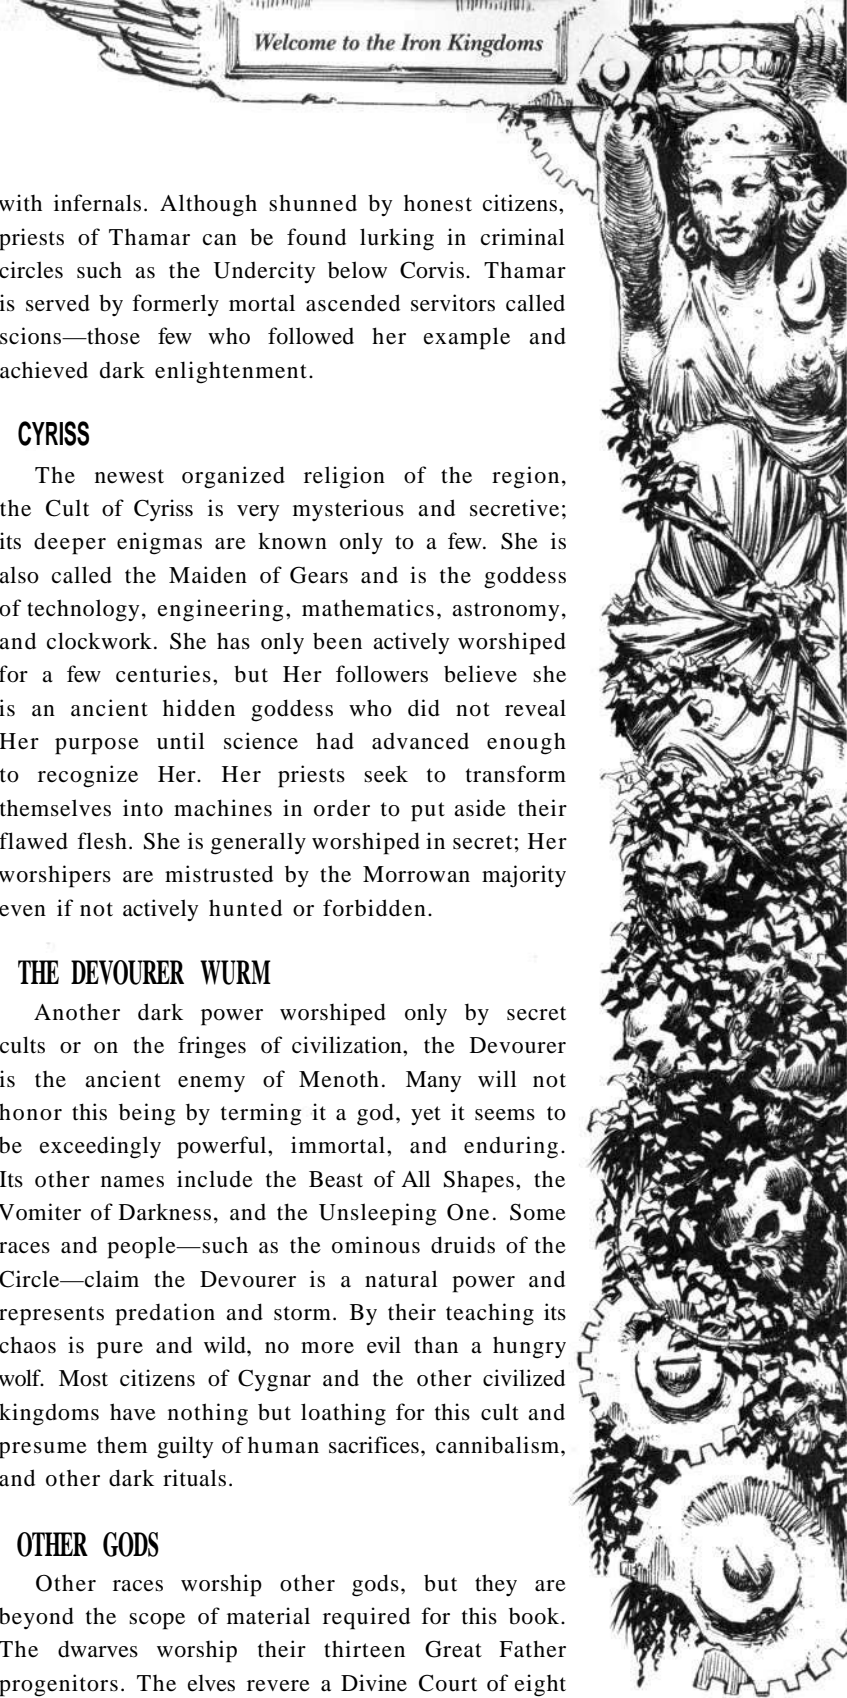 Welcome to the Iron Kingdoms
with infernals. Although shunned by honest citizens,
priests of Thamar can be found lurking in criminal
circles such as the Undercity below Corvis. Thamar
is served by formerly mortal ascended servitors called
scions—those few who followed her example and
achieved dark enlightenment.
CYRISS
The newest organized religion of the region,
the Cult of Cyriss is very mysterious and secretive;
its deeper enigmas are known only to a few. She is
also called the Maiden of Gears and is the goddess
of technology, engineering, mathematics, astronomy,
and clockwork. She has only been actively worshiped
for a few centuries, but Her followers believe she
is an ancient hidden goddess who did not reveal
Her purpose until science had advanced enough
to recognize Her. Her priests seek to transform
themselves into machines in order to put aside their
flawed flesh. She is generally worshiped in secret; Her
worshipers are mistrusted by the Morrowan majority
even if not actively hunted or forbidden.
THE DEVOURER WURM
Another dark power worshiped only by secret
cults or on the fringes of civilization, the Devourer
is the ancient enemy of Menoth. Many will not
honor this being by terming it a god, yet it seems to
be exceedingly powerful, immortal, and enduring.
Its other names include the Beast of All Shapes, the
Vomiter of Darkness, and the Unsleeping One. Some
races and people—such as the ominous druids of the
Circle—claim the Devourer is a natural power and
represents predation and storm. By their teaching its
chaos is pure and wild, no more evil than a hungry
wolf. Most citizens of Cygnar and the other civilized
kingdoms have nothing but loathing for this cult and
presume them guilty of human sacrifices, cannibalism,
and other dark rituals.
OTHER GODS
Other races worship other gods, but they are
beyond the scope of material required for this book.
The dwarves worship their thirteen Great Father
progenitors. The elves revere a Divine Court of eight